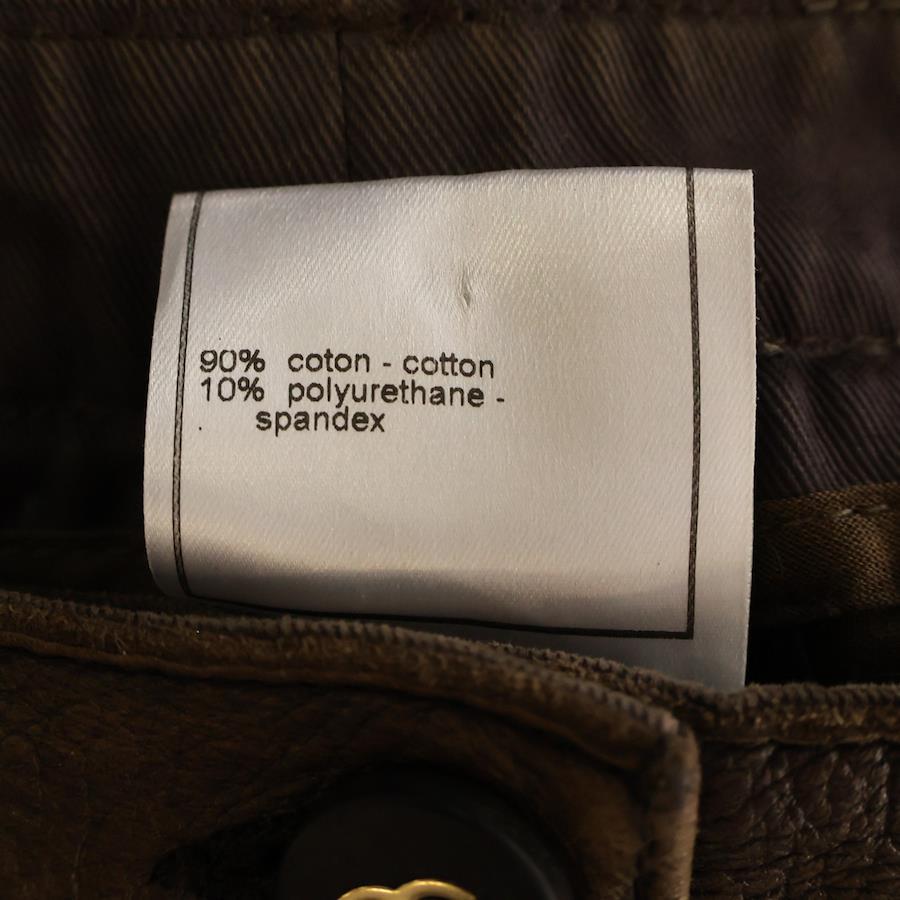 90% coton - cotton
10% polyurethane -
spandex